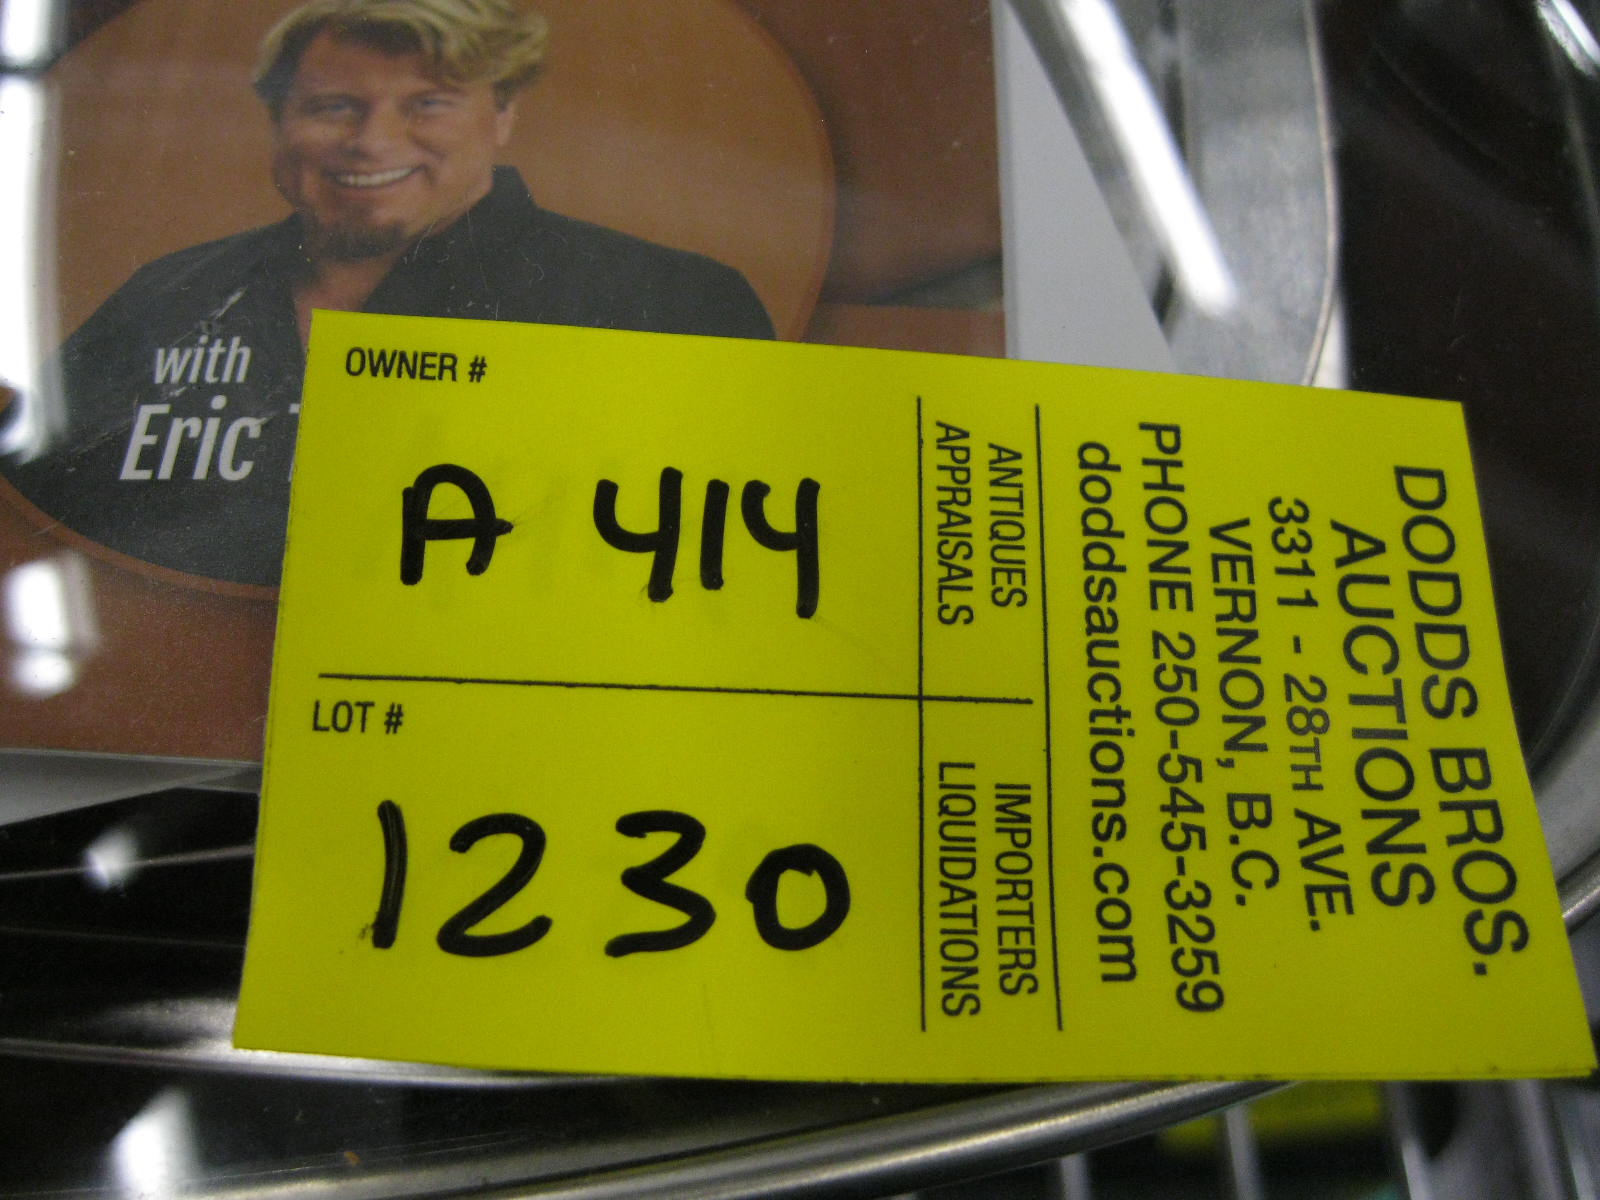 with
Eric
OWNER #
A 414
LOT #
1230
ANTIQUES
APPRAISALS
IMPORTERS
LIQUIDATIONS
DODDS BROS.
AUCTIONS
3311 - 28TH AVE.
VERNON, B.C.
PHONE 250-545-3259
doddsauctions.com